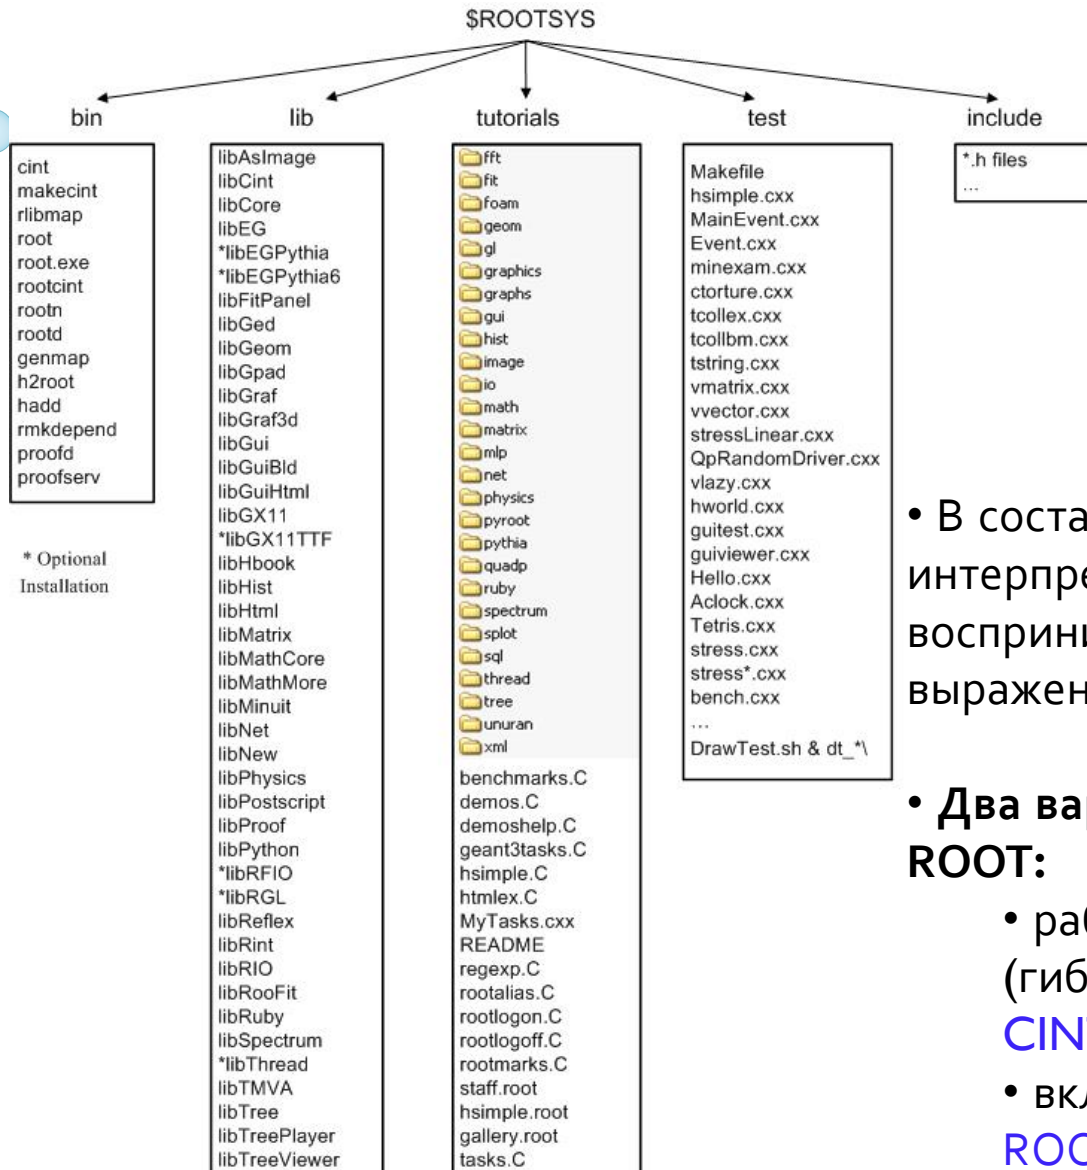 $ROOTSYS
bin
lib
tutorials
test
include
cint
makecint
rlibmap
root
root.exe
rootcint
rootn
rootd
genmap
h2root
hadd
rmkdepend
proofd
proofserv
* Optional
Installation
libAsImage
libCint
libCore
libEG
*libEGPythia
*libEGPythia6
libFitPanel
libGed
libGeom
libGpad
libGraf
libGraf3d
libGui
libGuiBld
libGuiHtml
libGX11
*libGX11TTF
libHbook
libHist
libHtml
libMatrix
libMathCore
libMathMore
libMinuit
libNet
libNew
libPhysics
libPostscript
libProof
libPython
*libRFIO
*libRGL
libReflex
libRint
libRIO
libRooFit
libRuby
libSpectrum
*libThread
libTMVA
libTree
libTreePlayer
libTreeViewer
fft
fit
foam
geom
gl
graphics
graphs
gui
hist
image
io
math
matrix
mlp
net
physics
pyroot
pythia
quadp
ruby
spectrum
splot
sql
thread
tree
unuran
xml
benchmarks.C
demos.C
demoshelp.C
geant3tasks.C
hsimple.C
htmlex.C
MyTasks.cxx
README
regexp.C
rootalias.C
rootlogon.C
rootlogoff.C
rootmarks.C
staff.root
hsimple.root
gallery.root
tasks.C
Makefile
hsimple.cxx
MainEvent.cxx
Event.cxx
minexam.cxx
ctorture.cxx
tcollex.cxx
tcollbm.cxx
tstring.cxx
vmatrix.cxx
vvector.cxx
stressLinear.cxx
QpRandomDriver.cxx
vlazy.cxx
hworld.cxx
guitest.cxx
guiviewer.cxx
Hello.cxx
Aclock.cxx
Tetris.cxx
stress.cxx
stress*.cxx
bench.cxx
...
DrawTest.sh & dt_*\
*.h files
...
• В соста
интерпре
восприни
выражен
• Два ва
ROOT:
• раб
(гиб
CIN
• вкл
ROO